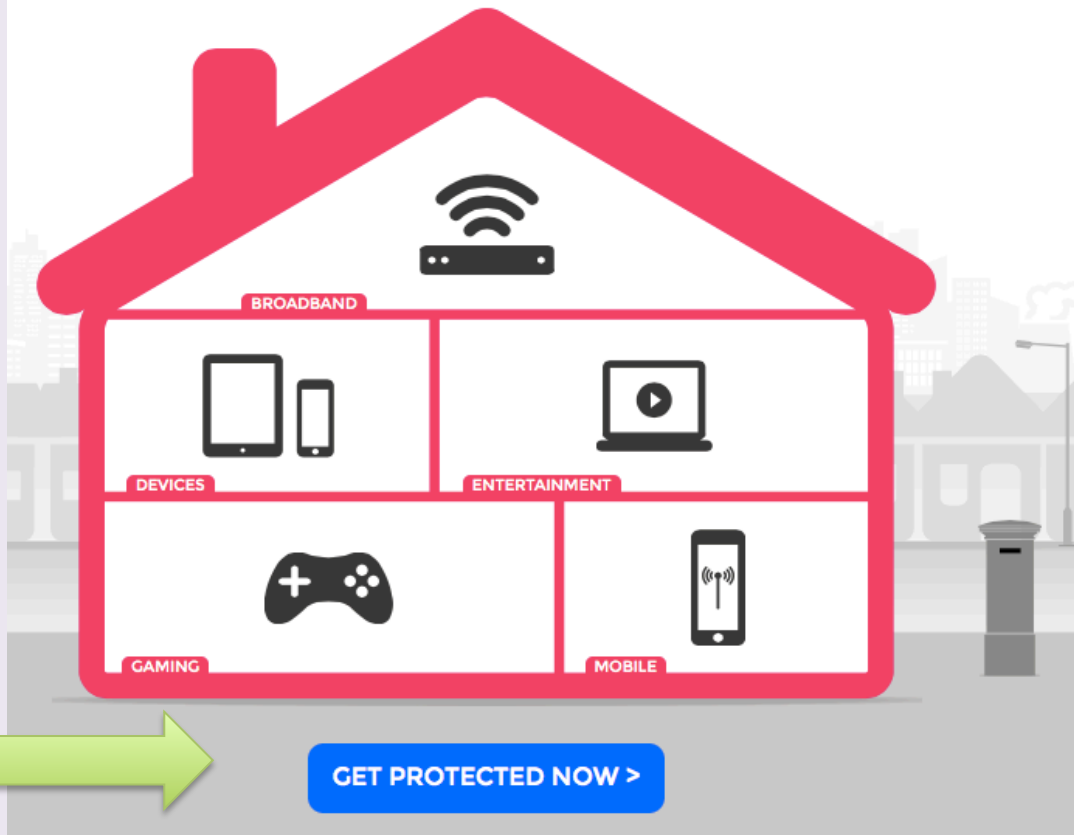 BROADBAND
DEVICES
ENTERTAINMENT
GAMING
MOBILE
GET PROTECTED NOW >